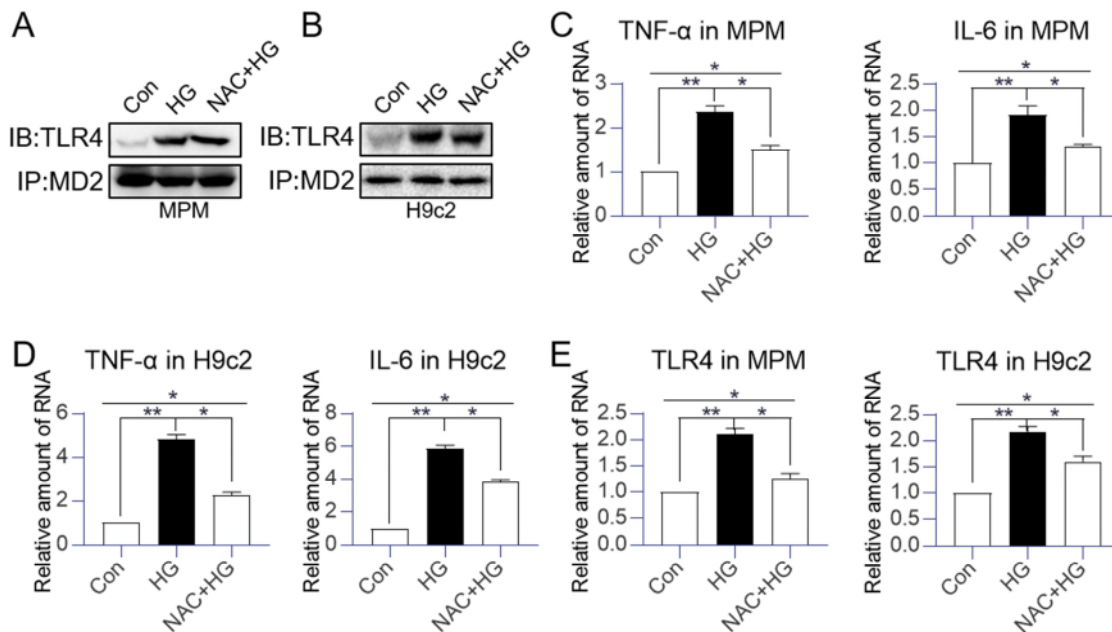 A
Con HG NAC+HG
IB:TLR4
IP:MD2
MPM
B
Con HG NAC+HG
IB:TLR4
IP:MD2
H9c2
C
TNF-α in MPM
Relative amount of RNA
3
2
1
0
*
** *
Con HG NAC+HG
IL-6 in MPM
Relative amount of RNA
2.5
2.0
1.5
1.0
0.5
0.0
*
** *
Con HG NAC+HG
D
TNF-α in H9c2
Relative amount of RNA
6
4
2
0
*
** *
Con HG NAC+HG
IL-6 in H9c2
Relative amount of RNA
8
6
4
2
0
*
** *
Con HG NAC+HG
E
TLR4 in MPM
Relative amount of RNA
2.5
2.0
1.5
1.0
0.5
0.0
*
** *
Con HG NAC+HG
TLR4 in H9c2
Relative amount of RNA
2.5
2.0
1.5
1.0
0.5
0.0
*
** *
Con HG NAC+HG